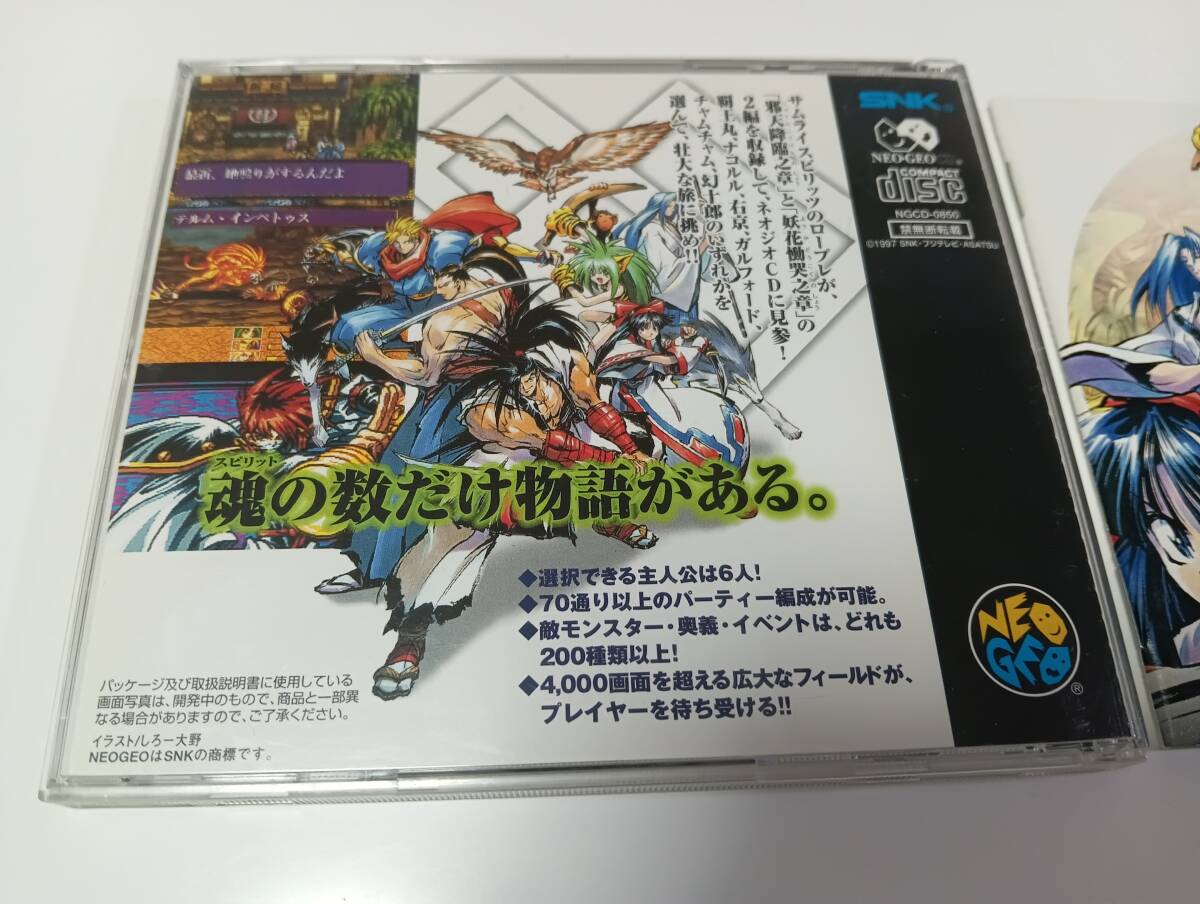 サムライスピリッツのロープレが、
「邪天降臨之章」と「妖花慟哭之章」の
2編を収録して、ネオジオCDに見参!
覇王丸、ナコルル、右京、ガルフォード、
チャムチャム、幻十郎のいずれかを
選んで、壮大な旅に挑め!!
最近、地鳴りがするんだよ
テルム・インペトゥス
スピリット
魂の数だけ物語がある。
◆選択できる主人公は6人!
◆70通り以上のパーティー編成が可能。
◆敵モンスター・奥義・イベントは、どれも
200種類以上!
◆4,000画面を超える広大なフィールドが、
プレイヤーを待ち受ける!!
パッケージ及び取扱説明書に使用している
画面写真は、開発中のもので、商品と一部異
なる場合がありますので、ご了承ください。
イラスト/しろー大野
NEOGEOはSNKの商標です。
SNK®
NEO・GEO CD®
COMPACT
disc
NGCD-0850
禁無断転載
©1997 SNK・フジテレビ・ASATSU
NEO
GEO
®